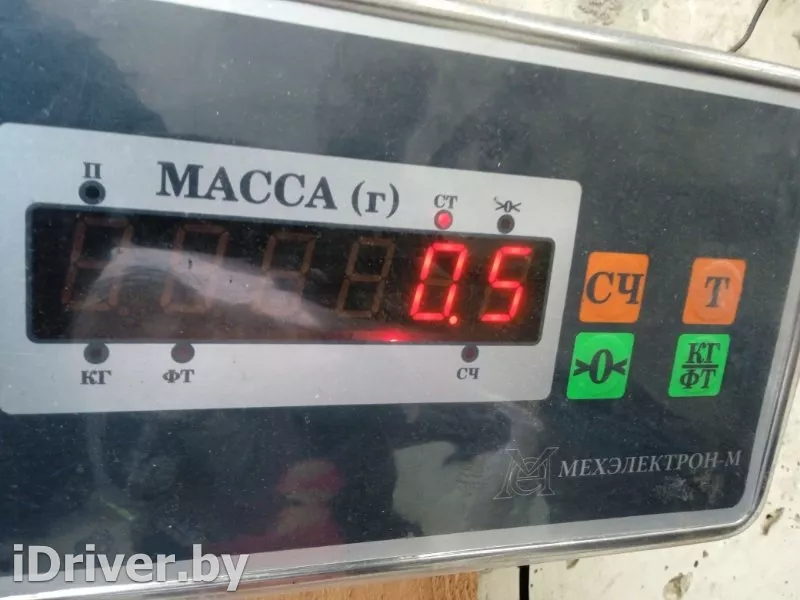 П
МАССА (г)
СТ
>0<
0.5
КГ
ФТ
СЧ
СЧ
Т
>0<
КГ
ФТ
МЕХЭЛЕКТРОН-М
iDriver.by